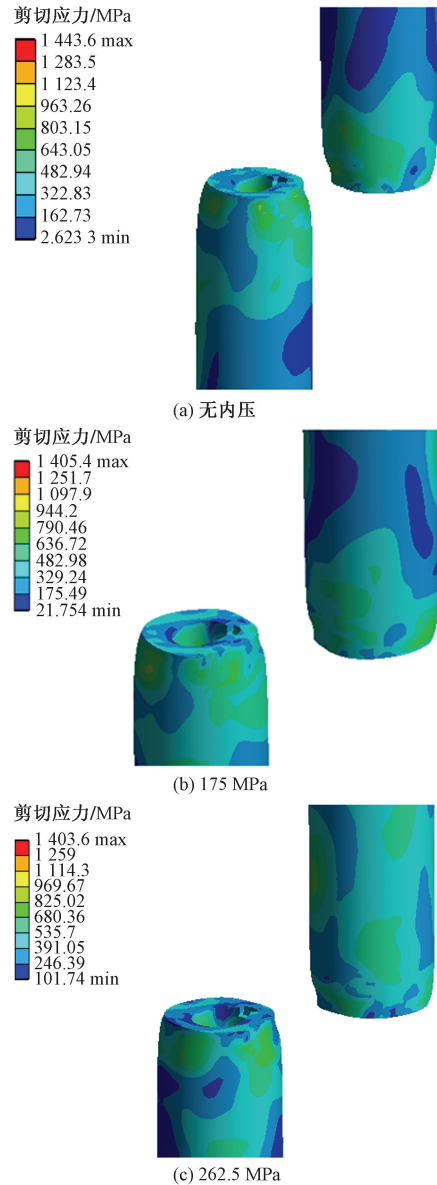 剪切应力/MPa
1 443.6 max
1 283.5
1 123.4
963.26
803.15
643.05
482.94
322.83
162.73
2.623 3 min
(a) 无内压
剪切应力/MPa
1 405.4 max
1 251.7
1 097.9
944.2
790.46
636.72
482.98
329.24
175.49
21.754 min
(b) 175 MPa
剪切应力/MPa
1 403.6 max
1 259
1 114.3
969.67
825.02
680.36
535.7
391.05
246.39
101.74 min
(c) 262.5 MPa